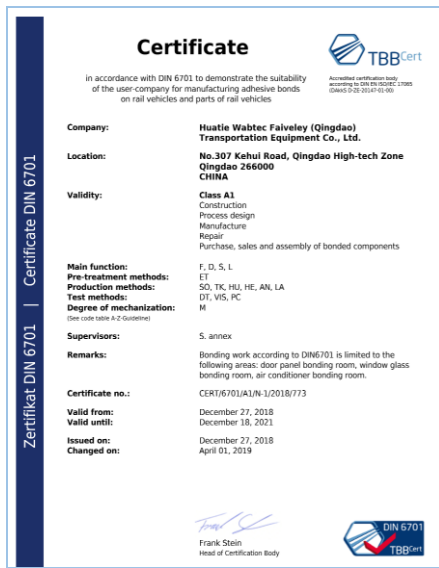 Zertifikat DIN 6701 | Certificate DIN 6701
Certificate
TBBCert
in accordance with DIN 6701 to demonstrate the suitability
of the user-company for manufacturing adhesive bonds
on rail vehicles and parts of rail vehicles
Accredited certification body
according to DIN EN ISO/IEC 17065
(DAkkS D-ZE-20147-01-00)
Company: Huatie Wabtec Faiveley (Qingdao)
Transportation Equipment Co., Ltd.
Location: No.307 Kehui Road, Qingdao High-tech Zone
Qingdao 266000
CHINA
Validity: Class A1
Construction
Process design
Manufacture
Repair
Purchase, sales and assembly of bonded components
Main function: F, D, S, L
Pre-treatment methods: ET
Production methods: SO, TK, HU, HE, AN, LA
Test methods: DT, VIS, PC
Degree of mechanization: M
(See code table A-Z-Guideline)
Supervisors: S. annex
Remarks: Bonding work according to DIN6701 is limited to the
following areas: door panel bonding room, window glass
bonding room, air conditioner bonding room.
Certificate no.: CERT/6701/A1/N-1/2018/773
Valid from: December 27, 2018
Valid until: December 18, 2021
Issued on: December 27, 2018
Changed on: April 01, 2019
Frank Stein
Head of Certification Body
DIN 6701
TBBCert